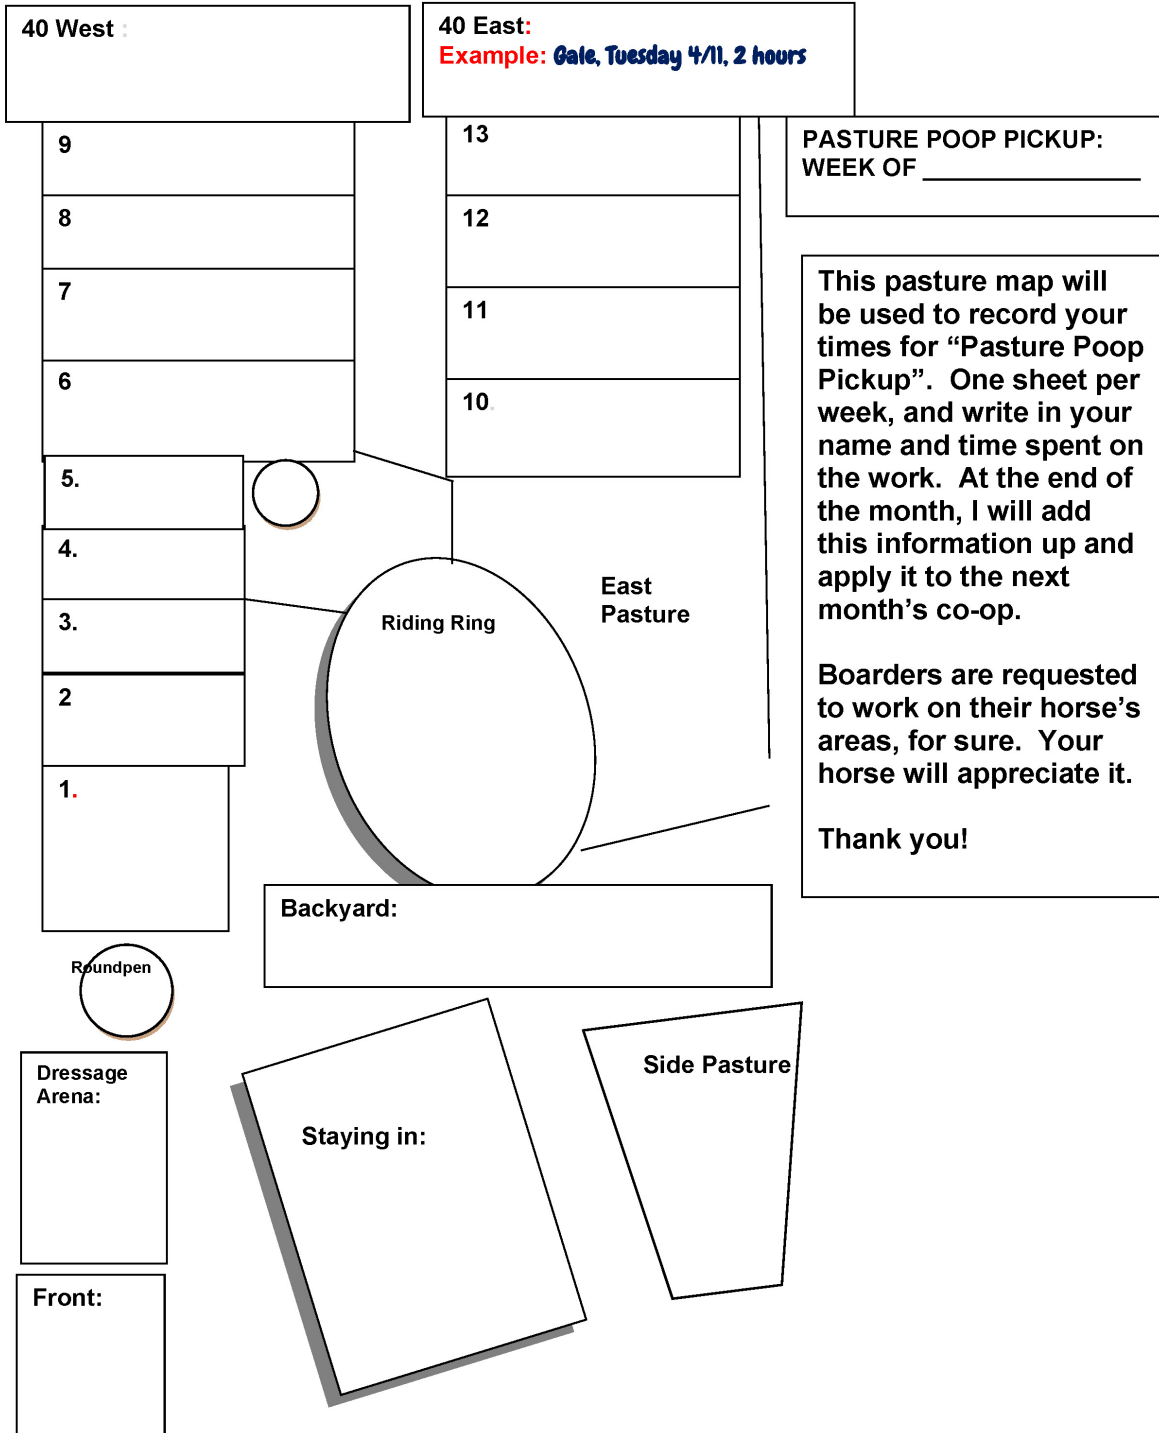 40 West :
40 East:
Example: Gale, Tuesday 4/11, 2 hours
9
13
PASTURE POOP PICKUP:
WEEK OF _______________
8
12
7
11
6
10.
This pasture map will
be used to record your
times for “Pasture Poop
Pickup”.  One sheet per
week, and write in your
name and time spent on
the work.  At the end of
the month, I will add
this information up and
apply it to the next
month’s co-op.
Boarders are requested
to work on their horse’s
areas, for sure.  Your
horse will appreciate it.
Thank you!
5.
4.
3.
2
1.
East
Pasture
Riding Ring
Backyard:
Roundpen
Dressage
Arena:
Staying in:
Side Pasture
Front: